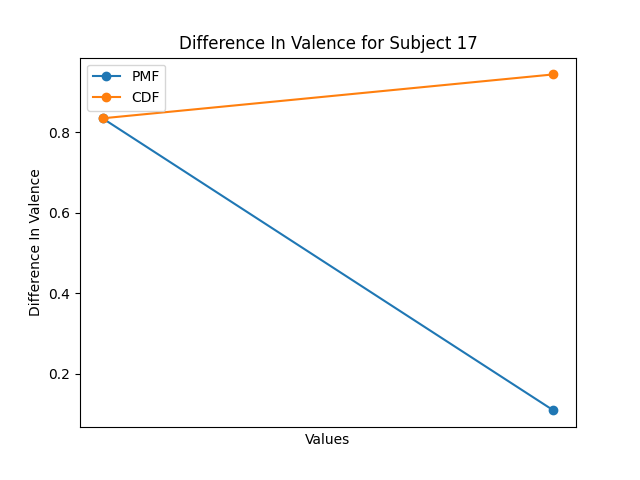 Difference In Valence for Subject 17
PMF
CDF
0.8
0.6
0.4
0.2
Difference In Valence
Values